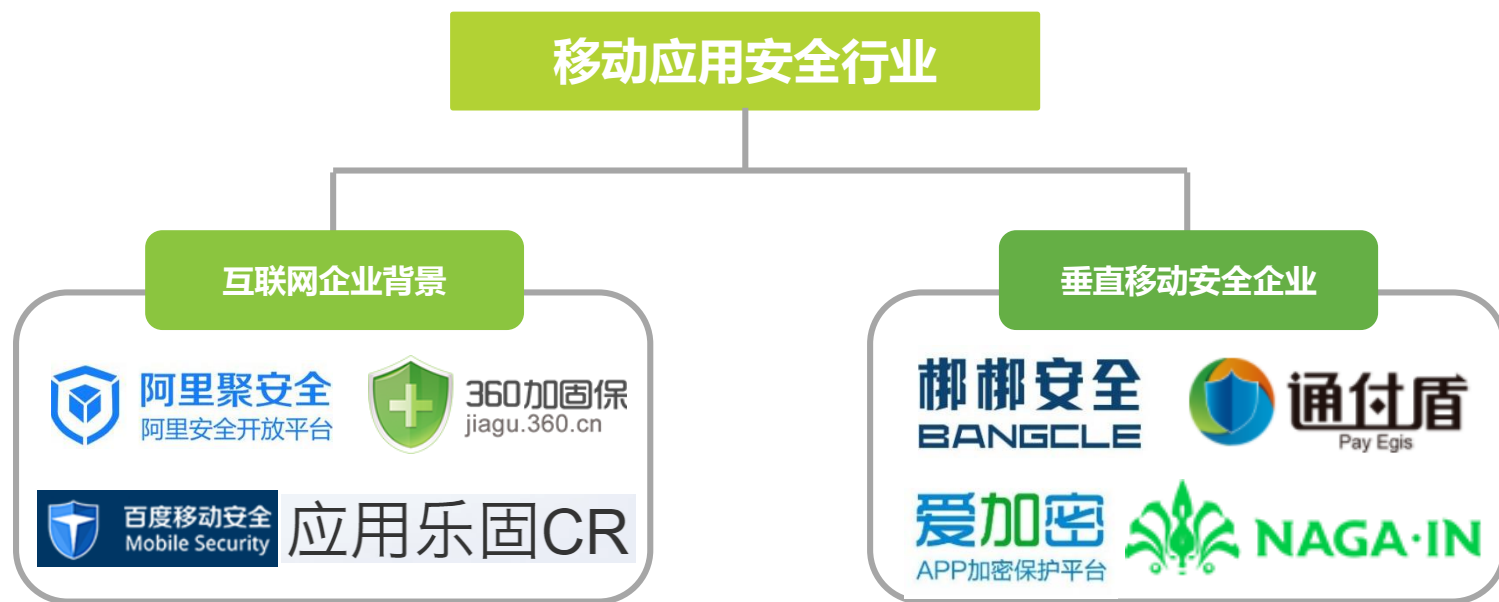 移动应用安全行业
互联网企业背景
阿里聚安全
阿里安全开放平台
360加固保
jiagu.360.cn
百度移动安全
Mobile Security
应用乐固CR
垂直移动安全企业
梆梆安全
BANGCLE
通付盾
Pay Egis
爱加密
APP加密保护平台
NAGA·IN